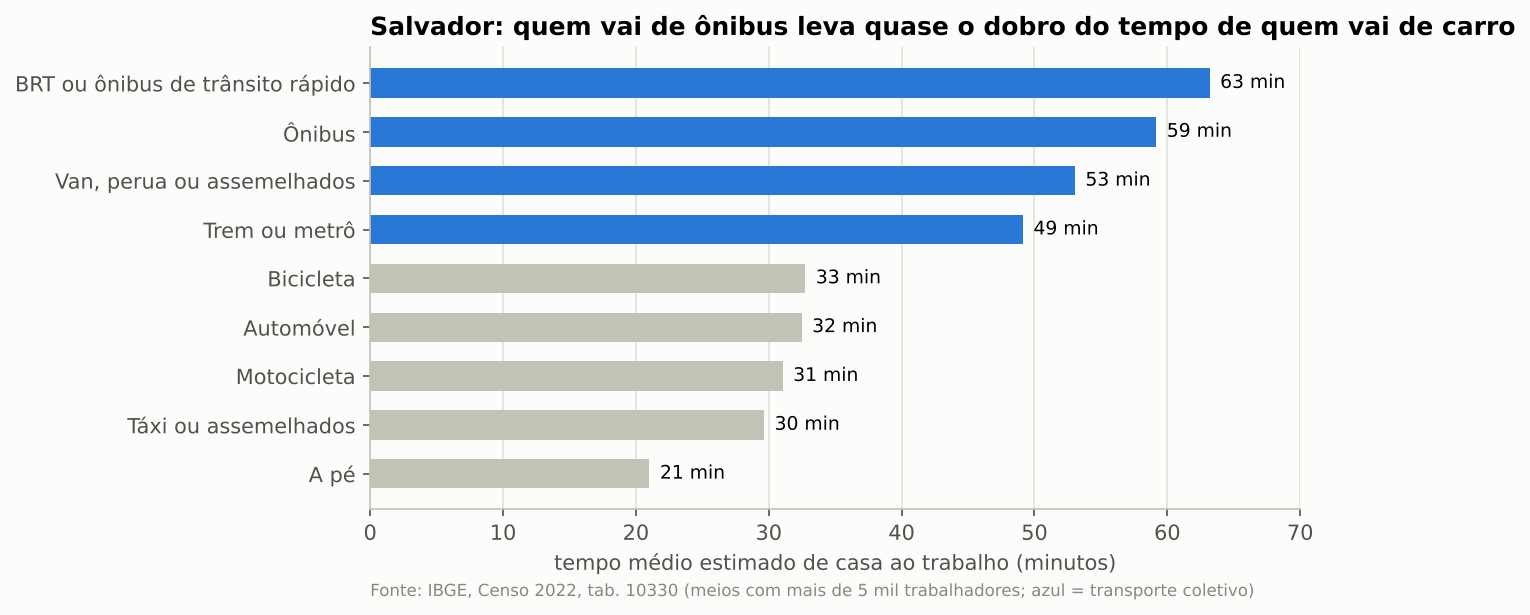 Salvador: quem vai de ônibus leva quase o dobro do tempo de quem vai de carro
BRT ou ônibus de trânsito rápido 63 min
Ônibus 59 min
Van, perua ou assemelhados 53 min
Trem ou metrô 49 min
Bicicleta 33 min
Automóvel 32 min
Motocicleta 31 min
Táxi ou assemelhados 30 min
A pé 21 min
0 10 20 30 40 50 60 70
tempo médio estimado de casa ao trabalho (minutos)
Fonte: IBGE, Censo 2022, tab. 10330 (meios com mais de 5 mil trabalhadores; azul = transporte coletivo)